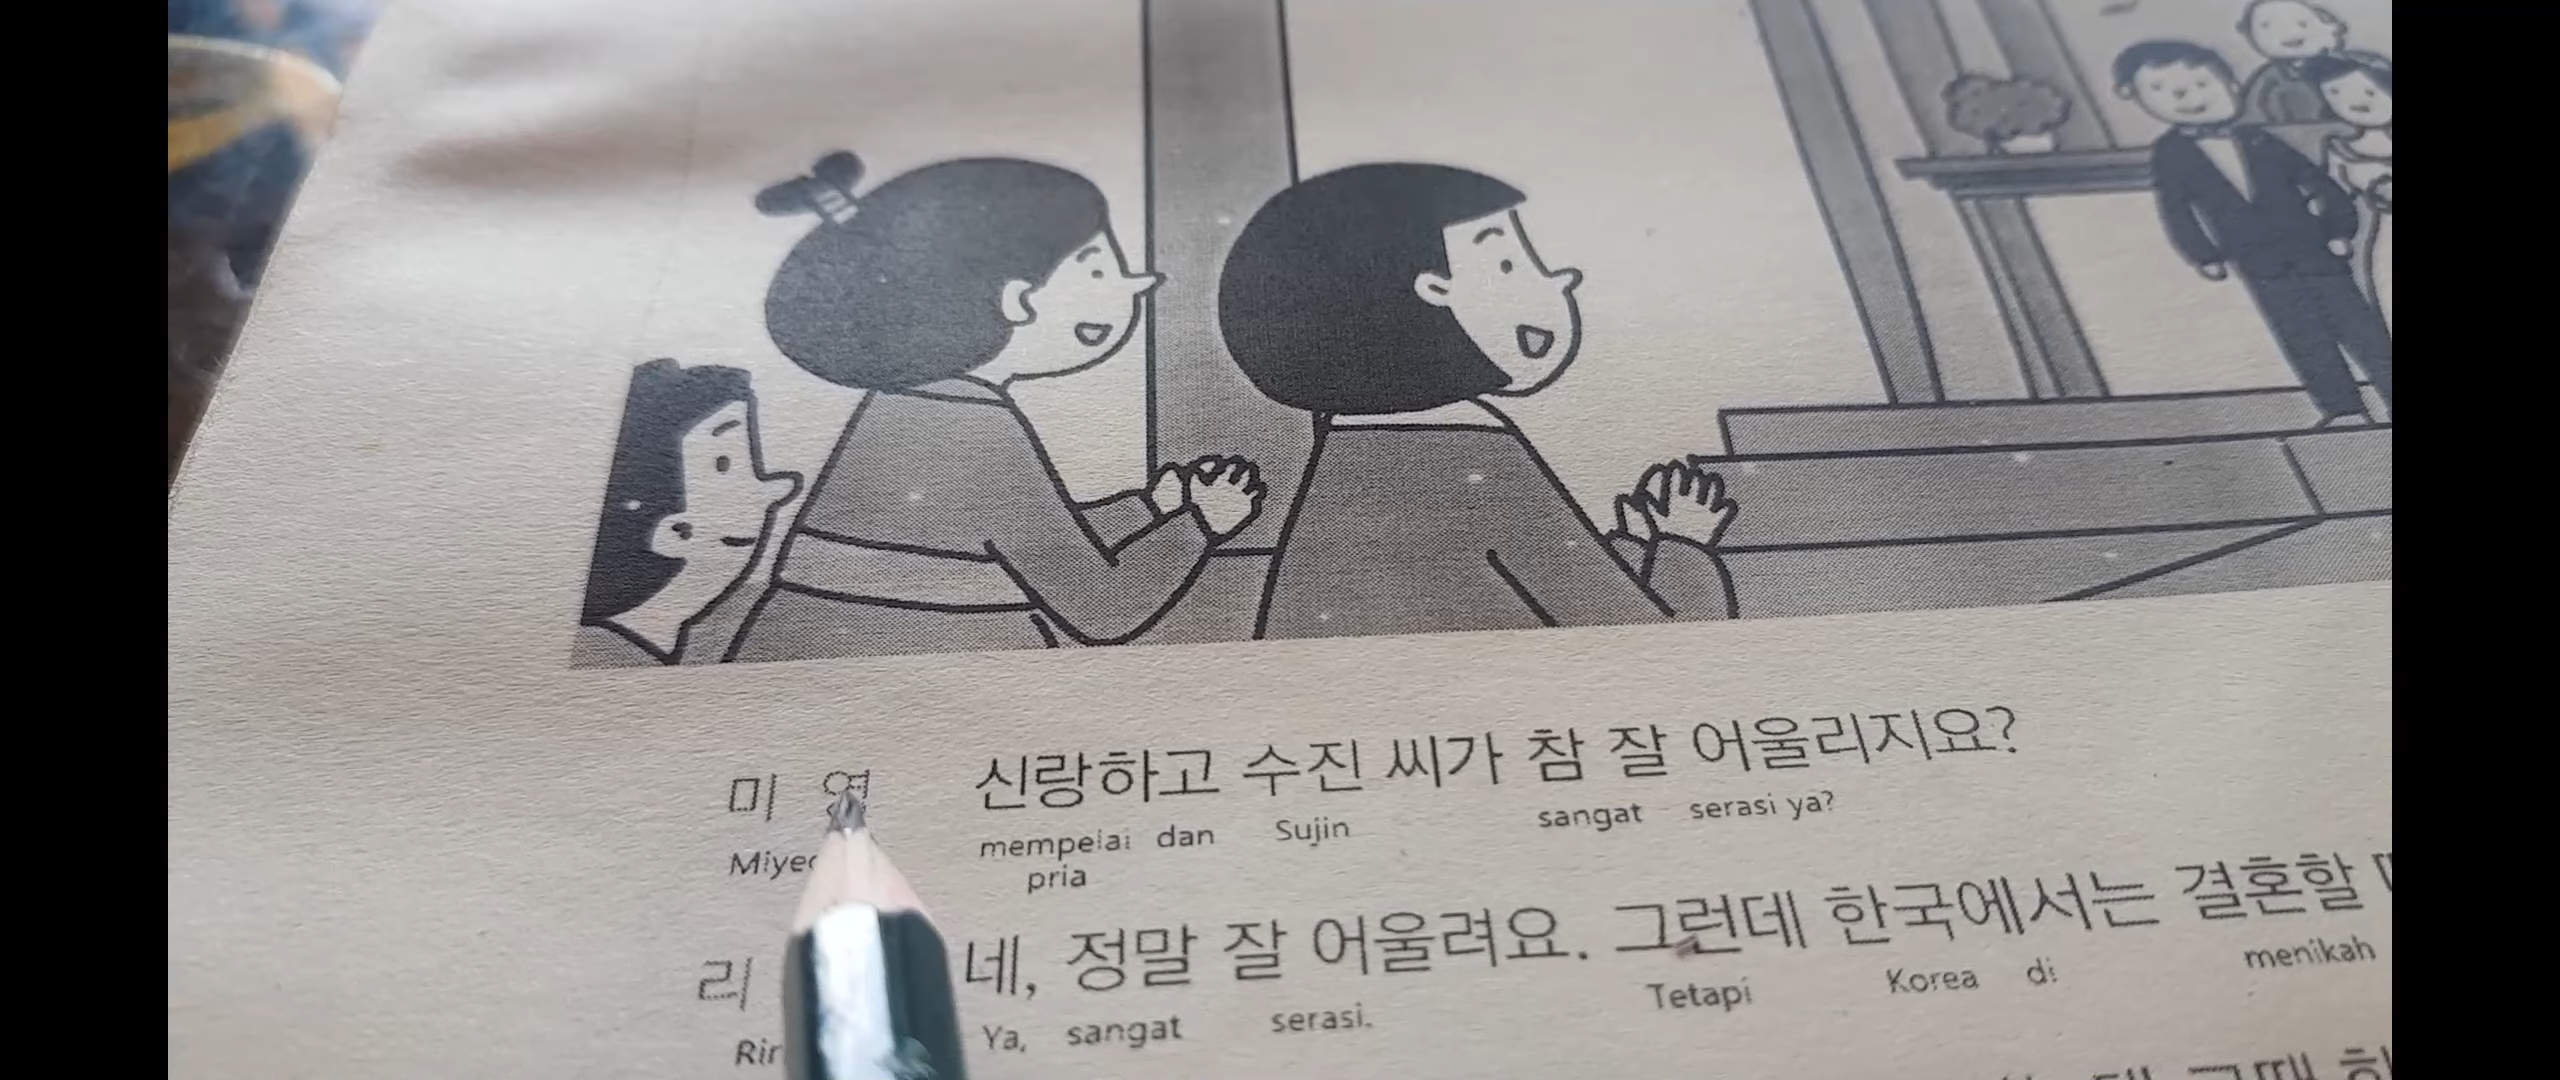 미 신랑하고 수진 씨가 참 잘 어울리지요?
mempelai dan Sujin sangat serasi ya?
pria
리 네, 정말 잘 어울려요. 그런데 한국에서는 결혼할
Ya, sangat serasi. Tetapi Korea di menikah